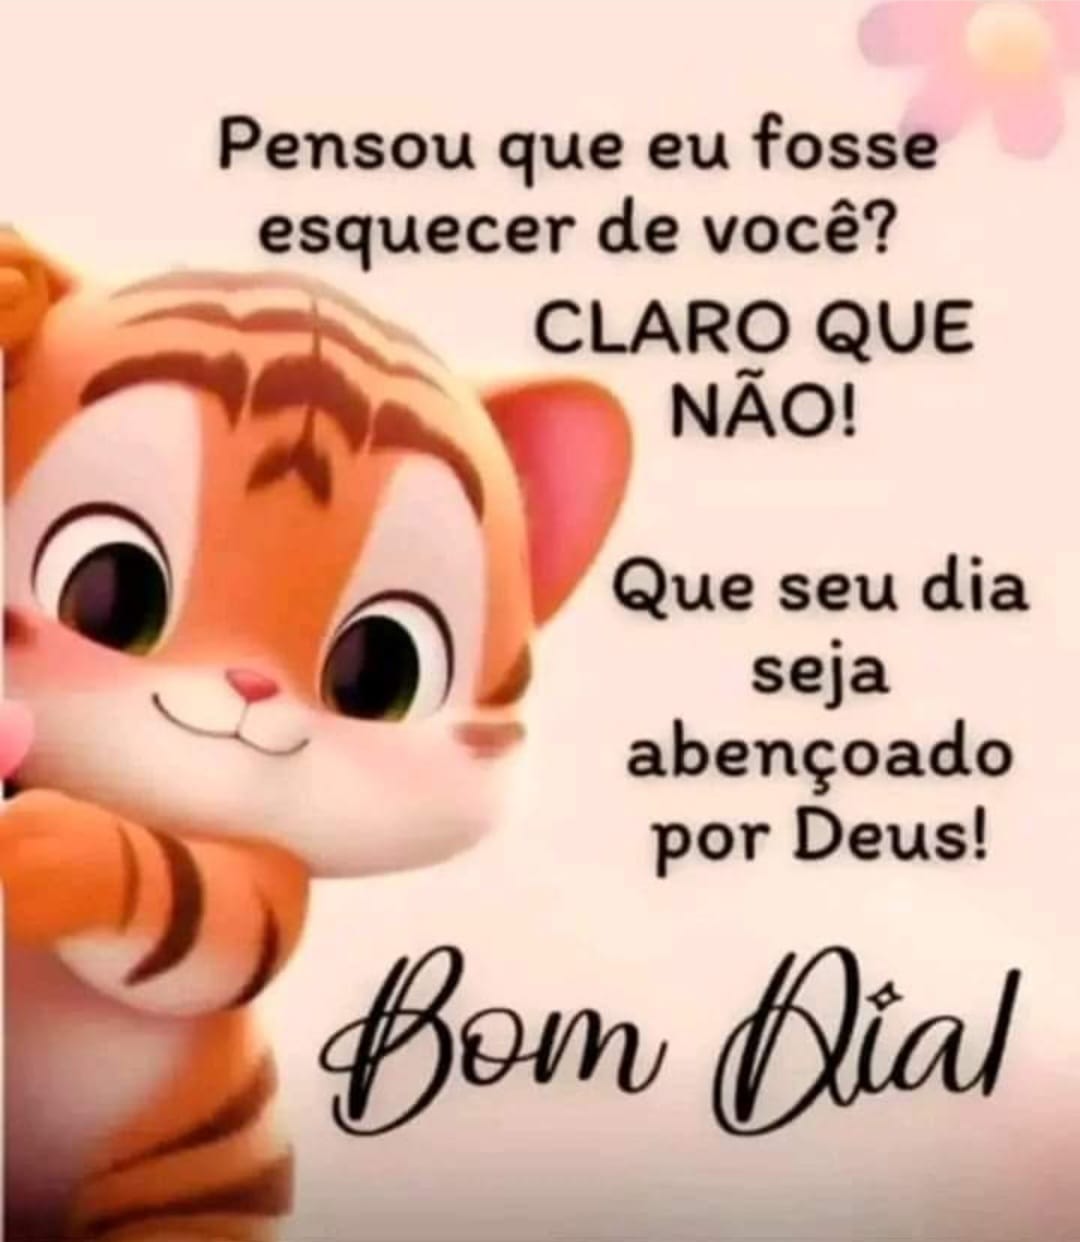 Pensou que eu fosse
esquecer de você?
CLARO QUE
NÃO!
Que seu dia
seja
abençoado
por Deus!
Bom Dia!